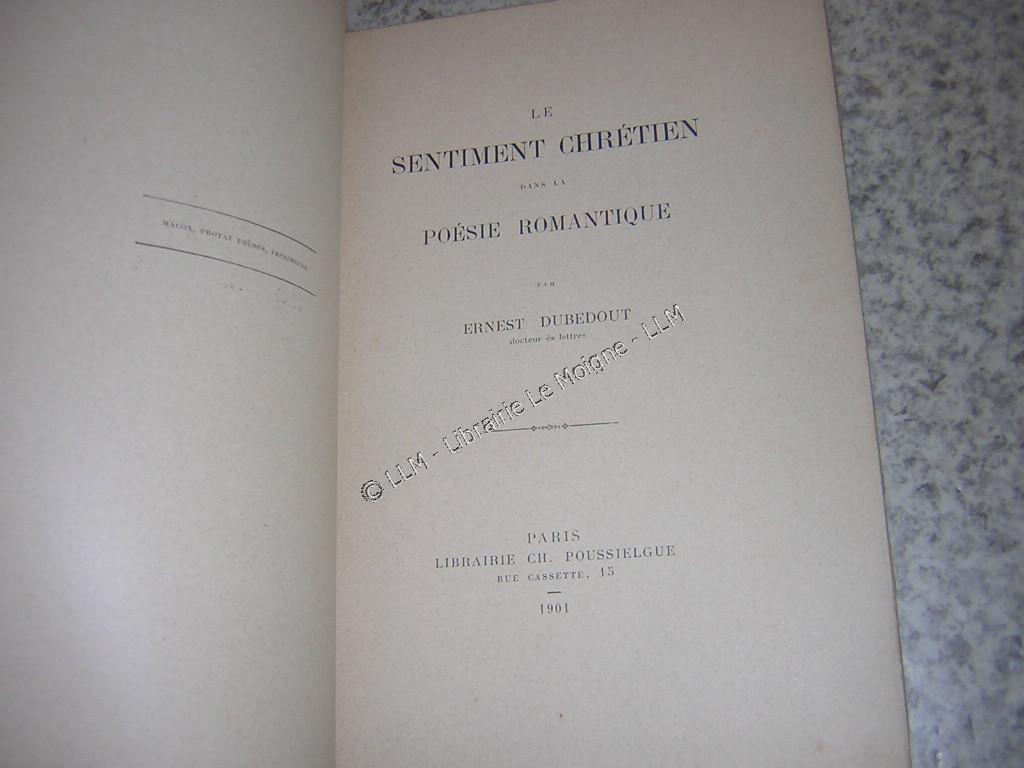 MACON, PROTAT FRÈRES, IMPRIMEURS
LE
SENTIMENT CHRÉTIEN
DANS LA
POÉSIE ROMANTIQUE
PAR
ERNEST DUBEDOUT
docteur ès lettres
© LLM - Librairie Le Moigne - LLM
PARIS
LIBRAIRIE CH. POUSSIELGUE
RUE CASSETTE, 15
1901